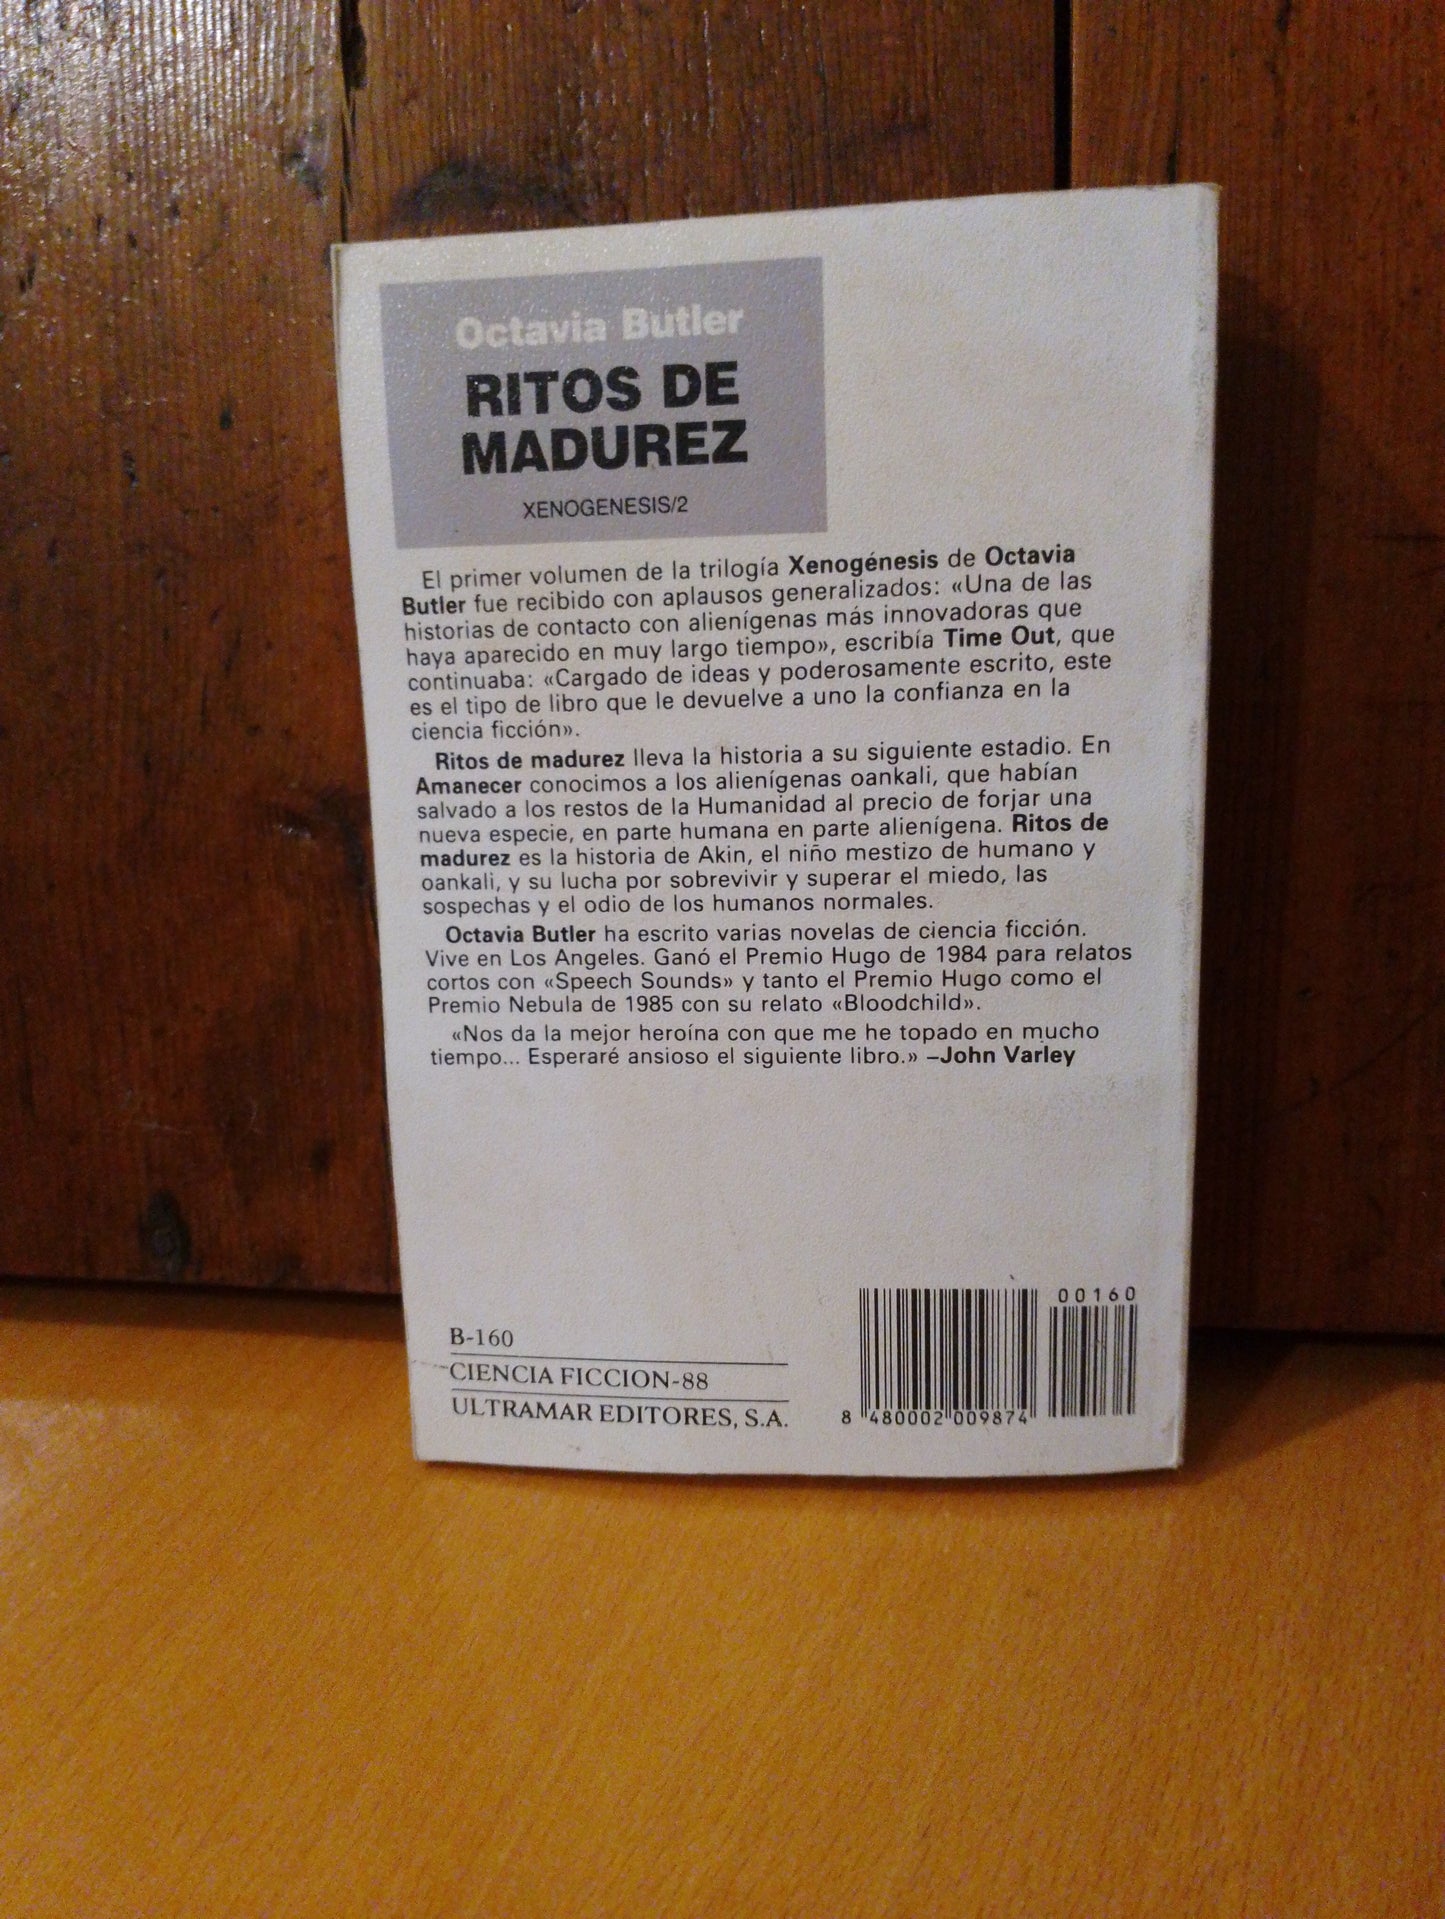 Octavia Butler
RITOS DE
MADUREZ
XENOGENESIS/2
El primer volumen de la trilogía Xenogénesis de Octavia
Butler fue recibido con aplausos generalizados: «Una de las
historias de contacto con alienígenas más innovadoras que
haya aparecido en muy largo tiempo», escribía Time Out, que
continuaba: «Cargado de ideas y poderosamente escrito, este
es el tipo de libro que le devuelve a uno la confianza en la
ciencia ficción».
Ritos de madurez lleva la historia a su siguiente estadio. En
Amanecer conocimos a los alienígenas oankali, que habían
salvado a los restos de la Humanidad al precio de forjar una
nueva especie, en parte humana en parte alienígena. Ritos de
madurez es la historia de Akin, el niño mestizo de humano y
oankali, y su lucha por sobrevivir y superar el miedo, las
sospechas y el odio de los humanos normales.
Octavia Butler ha escrito varias novelas de ciencia ficción.
Vive en Los Angeles. Ganó el Premio Hugo de 1984 para relatos
cortos con «Speech Sounds» y tanto el Premio Hugo como el
Premio Nebula de 1985 con su relato «Bloodchild».
«Nos da la mejor heroína con que me he topado en mucho
tiempo... Esperaré ansioso el siguiente libro.» –John Varley
B-160
CIENCIA FICCION-88
ULTRAMAR EDITORES, S.A.
00160
8 480002 009874